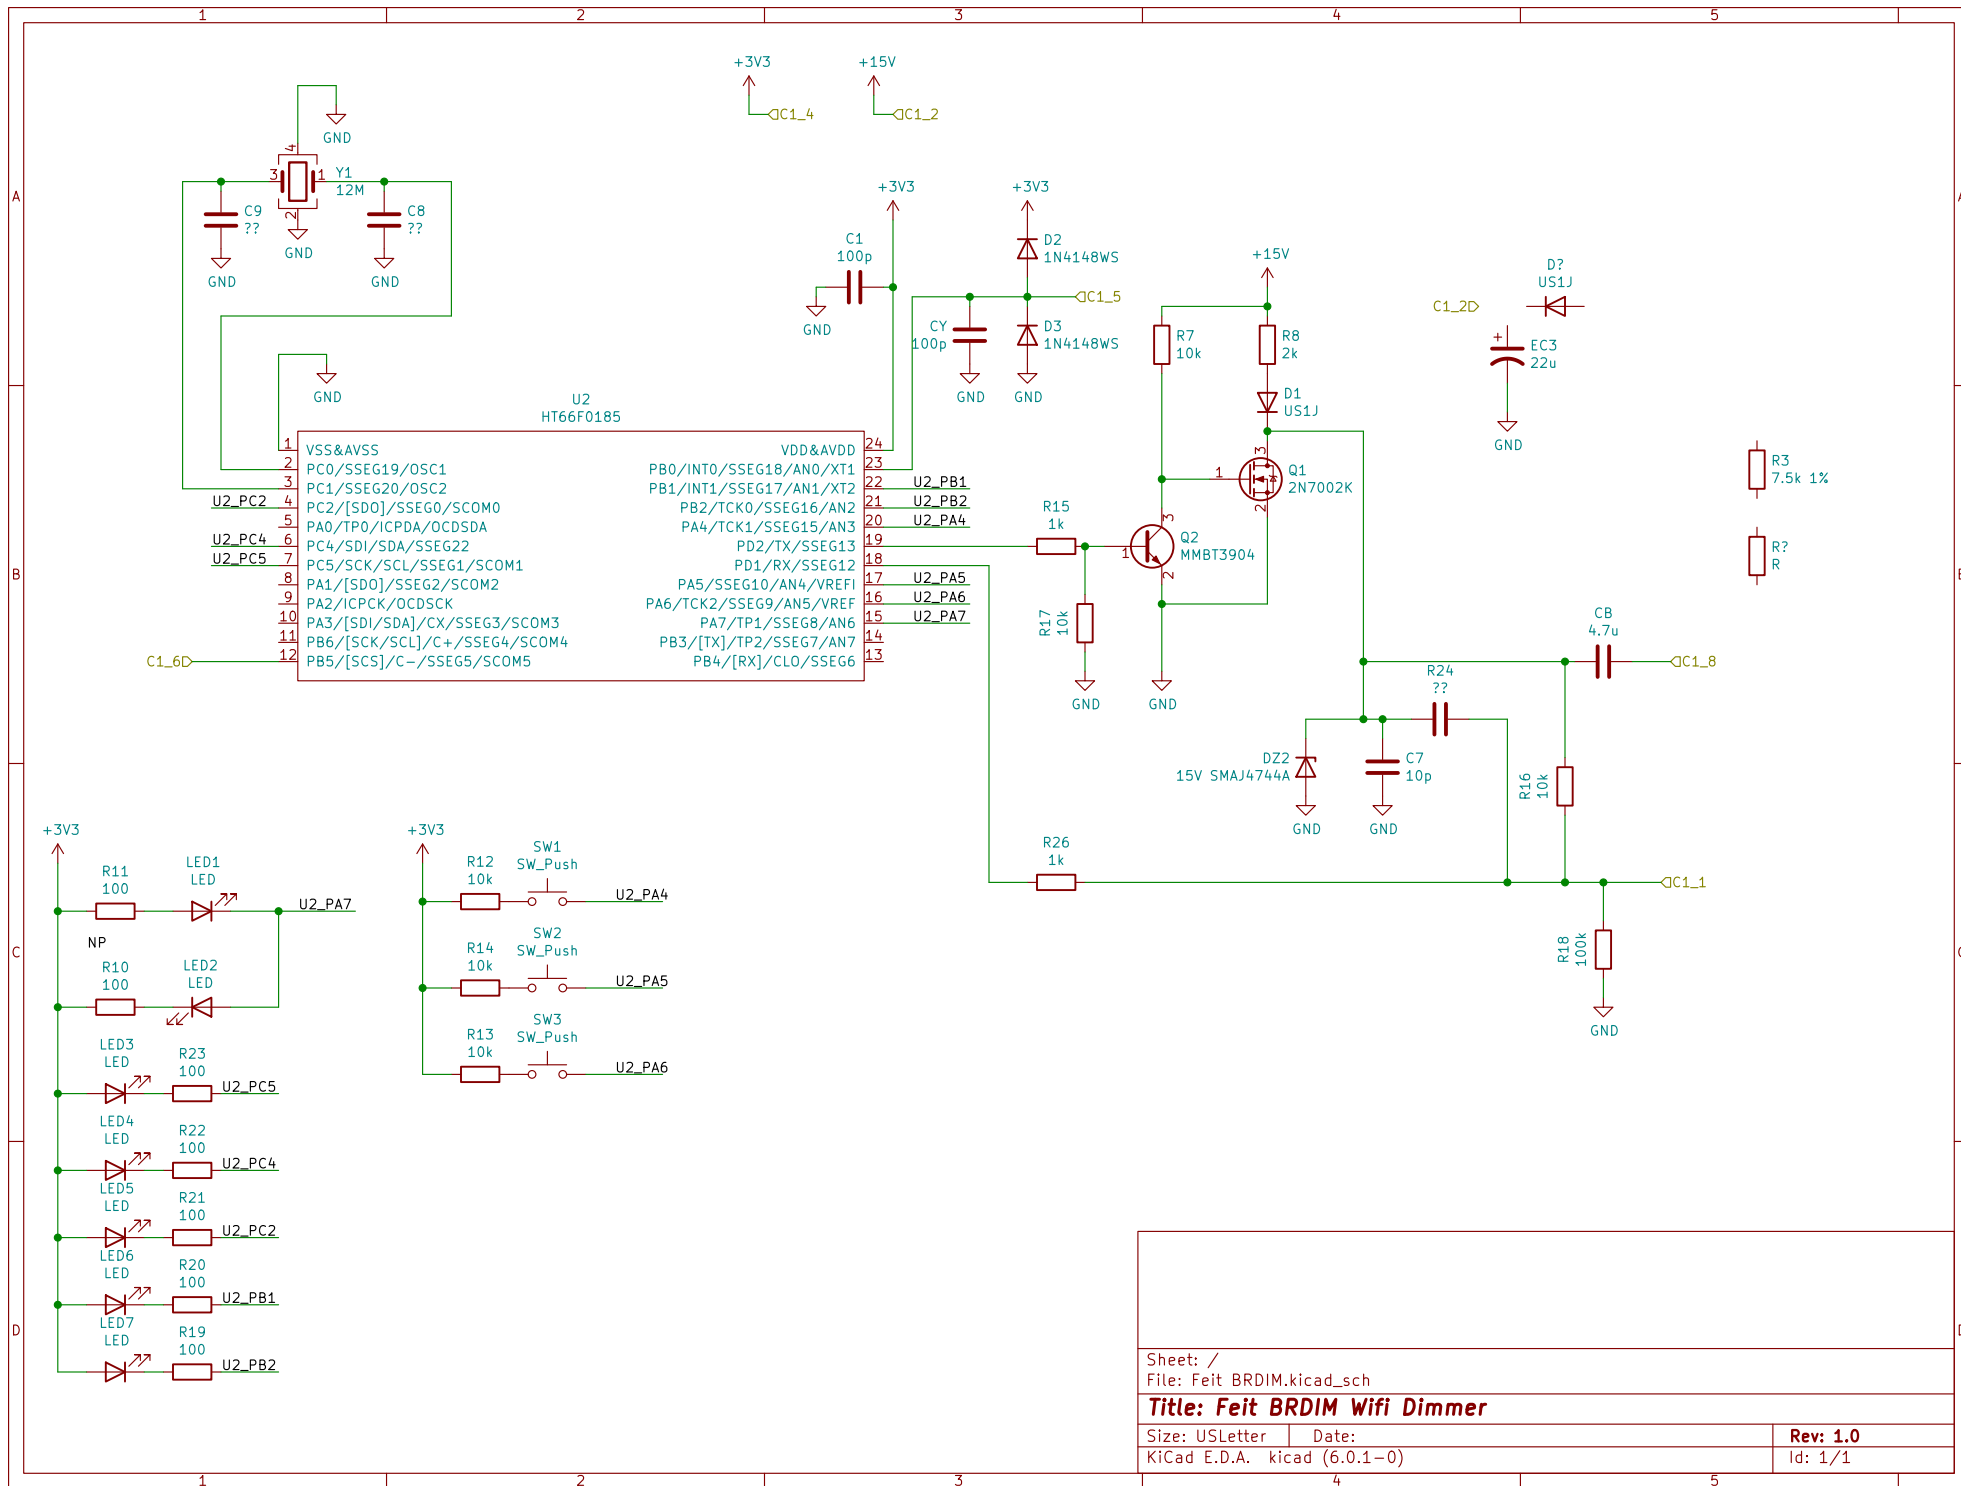 1 2 3 4 5
+3V3
C1_4
+15V
C1_2
GND
4
3
1
2
Y1
12M
C9
??
C8
??
GND
GND
GND
A
+3V3
C1
100p
GND
+3V3
D2
1N4148WS
C1_5
CY
100p
D3
1N4148WS
GND
GND
+15V
R7
10k
R8
2k
D1
US1J
D?
US1J
C1_2
EC3
22u
GND
R3
7.5k 1%
R?
R
GND
U2
HT66F0185
1 VSS&AVSS
2 PC0/SSEG19/OSC1
3 PC1/SSEG20/OSC2
U2_PC2 4 PC2/[SDO]/SSEG0/SCOM0
5 PA0/TP0/ICPDA/OCDSDA
U2_PC4 6 PC4/SDI/SDA/SSEG22
U2_PC5 7 PC5/SCK/SCL/SSEG1/SCOM1
8 PA1/[SDO]/SSEG2/SCOM2
9 PA2/ICPCK/OCDSCK
10 PA3/[SDI/SDA]/CX/SSEG3/SCOM3
11 PB6/[SCK/SCL]/C+/SSEG4/SCOM4
C1_6 12 PB5/[SCS]/C-/SSEG5/SCOM5
VDD&AVDD 24
PB0/INT0/SSEG18/AN0/XT1 23
PB1/INT1/SSEG17/AN1/XT2 22 U2_PB1
PB2/TCK0/SSEG16/AN2 21 U2_PB2
PA4/TCK1/SSEG15/AN3 20 U2_PA4
PD2/TX/SSEG13 19
PD1/RX/SSEG12 18
PA5/SSEG10/AN4/VREFI 17 U2_PA5
PA6/TCK2/SSEG9/AN5/VREF 16 U2_PA6
PA7/TP1/SSEG8/AN6 15 U2_PA7
PB3/[TX]/TP2/SSEG7/AN7 14
PB4/[RX]/CLO/SSEG6 13
B
R15
1k
R17
10k
GND
1
3
2
Q2
MMBT3904
GND
1
3
2
Q1
2N7002K
CB
4.7u
C1_8
R24
??
DZ2
15V SMAJ4744A
GND
C7
10p
GND
R16
10k
R26
1k
C1_1
R18
100k
GND
C
+3V3
R11
100
LED1
LED
U2_PA7
NP
R10
100
LED2
LED
LED3
LED
R23
100
U2_PC5
LED4
LED
R22
100
U2_PC4
LED5
LED
R21
100
U2_PC2
LED6
LED
R20
100
U2_PB1
LED7
LED
R19
100
U2_PB2
+3V3
R12
10k
SW1
SW_Push
U2_PA4
R14
10k
SW2
SW_Push
U2_PA5
R13
10k
SW3
SW_Push
U2_PA6
D
Sheet: /
File: Feit BRDIM.kicad_sch
Title: Feit BRDIM Wifi Dimmer
Size: USLetter Date: Rev: 1.0
KiCad E.D.A. kicad (6.0.1-0) Id: 1/1
1 2 3 4 5